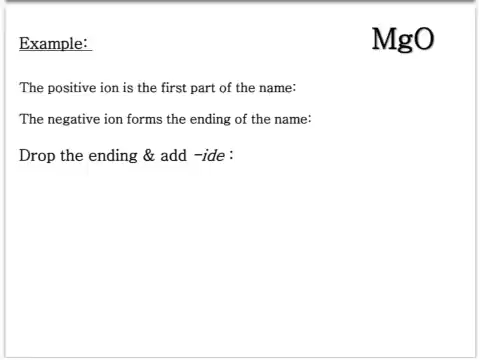 Example:
MgO
The positive ion is the first part of the name:
The negative ion forms the ending of the name:
Drop the ending & add -ide :